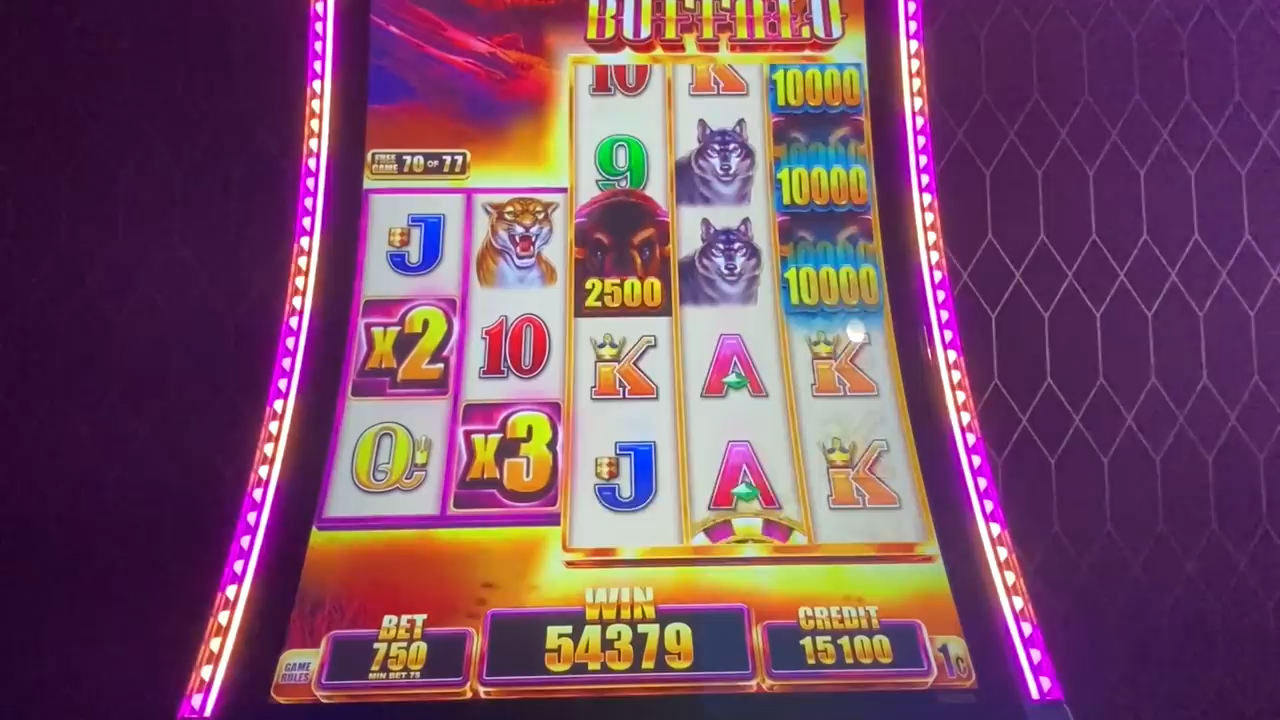 BUFFALO
10 K 10000
FREE GAME 70 OF 77
9 10000
J 2500 10000
x2 10 K A K
Q x3 J A K
WIN
BET CREDIT
750 54379 15100
MIN BET 75
GAME RULES
1¢